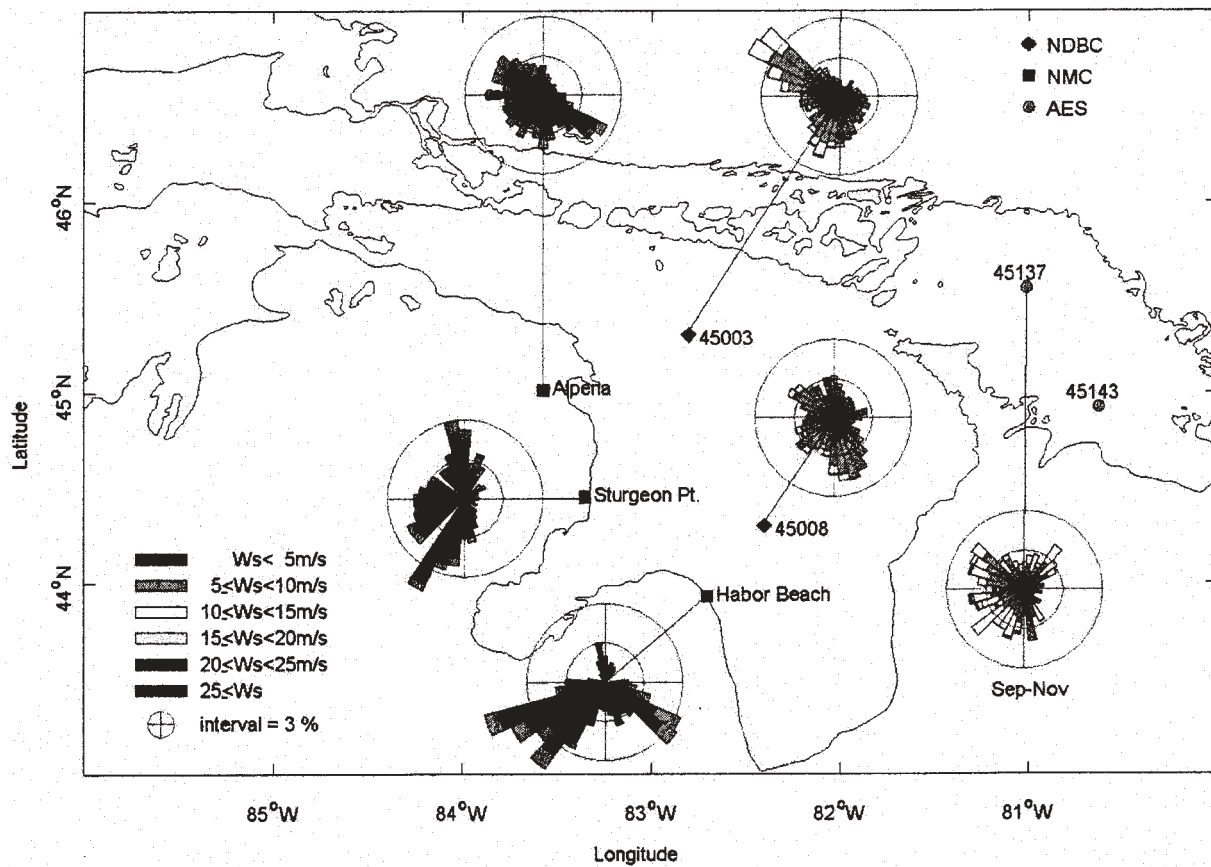 NDBC
NMC
AES
46°N
45°N
44°N
Latitude
45137
45003
45143
Alpena
Sturgeon Pt.
45008
Habor Beach
Ws< 5m/s
5≤Ws<10m/s
10≤Ws<15m/s
15≤Ws<20m/s
20≤Ws<25m/s
25≤Ws
interval = 3 %
Sep-Nov
85°W
84°W
83°W
82°W
81°W
Longitude